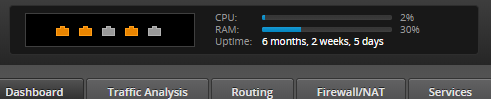 CPU: 2%
RAM: 30%
Uptime: 6 months, 2 weeks, 5 days
Dashboard Traffic Analysis Routing Firewall/NAT Services